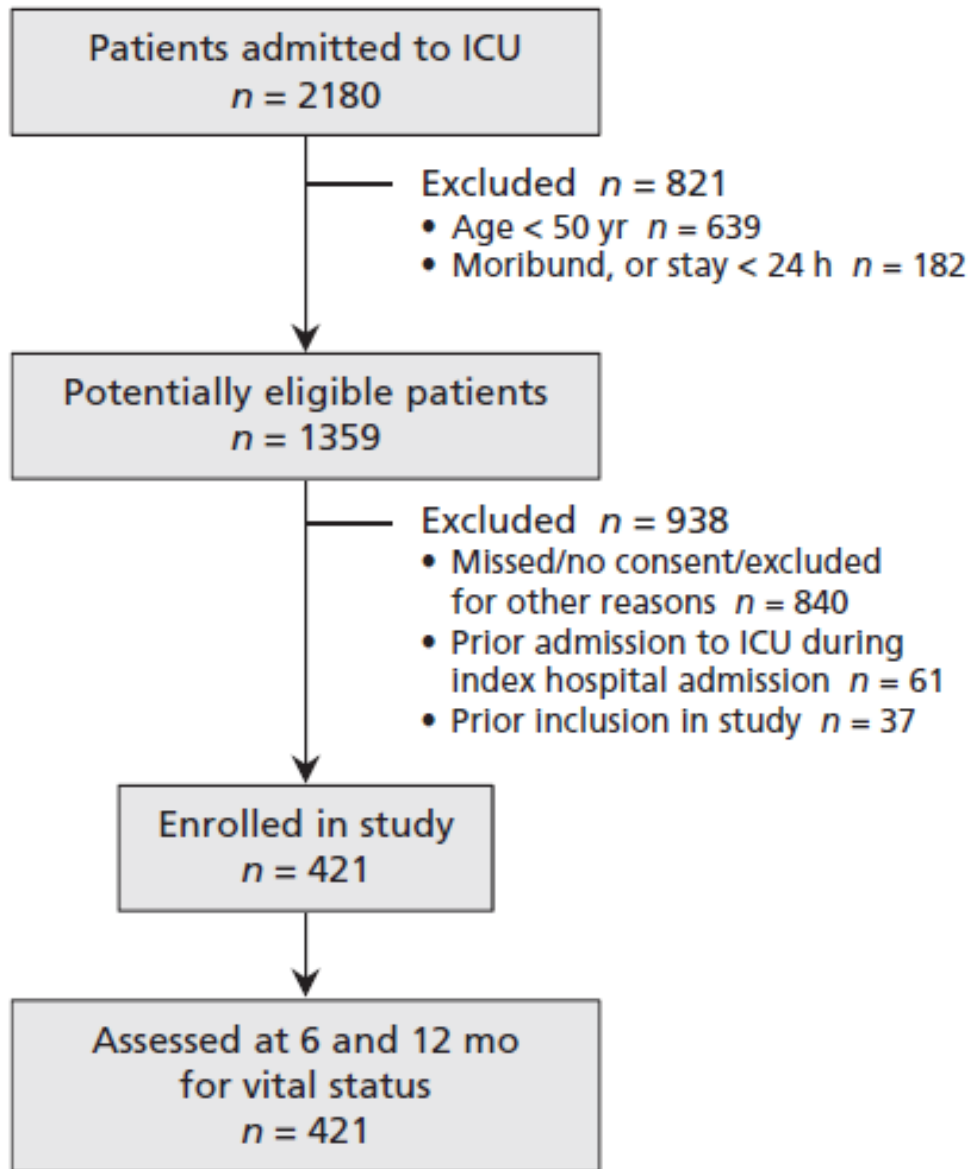 Patients admitted to ICU
n = 2180
Excluded n = 821
• Age < 50 yr n = 639
• Moribund, or stay < 24 h n = 182
Potentially eligible patients
n = 1359
Excluded n = 938
• Missed/no consent/excluded
for other reasons n = 840
• Prior admission to ICU during
index hospital admission n = 61
• Prior inclusion in study n = 37
Enrolled in study
n = 421
Assessed at 6 and 12 mo
for vital status
n = 421